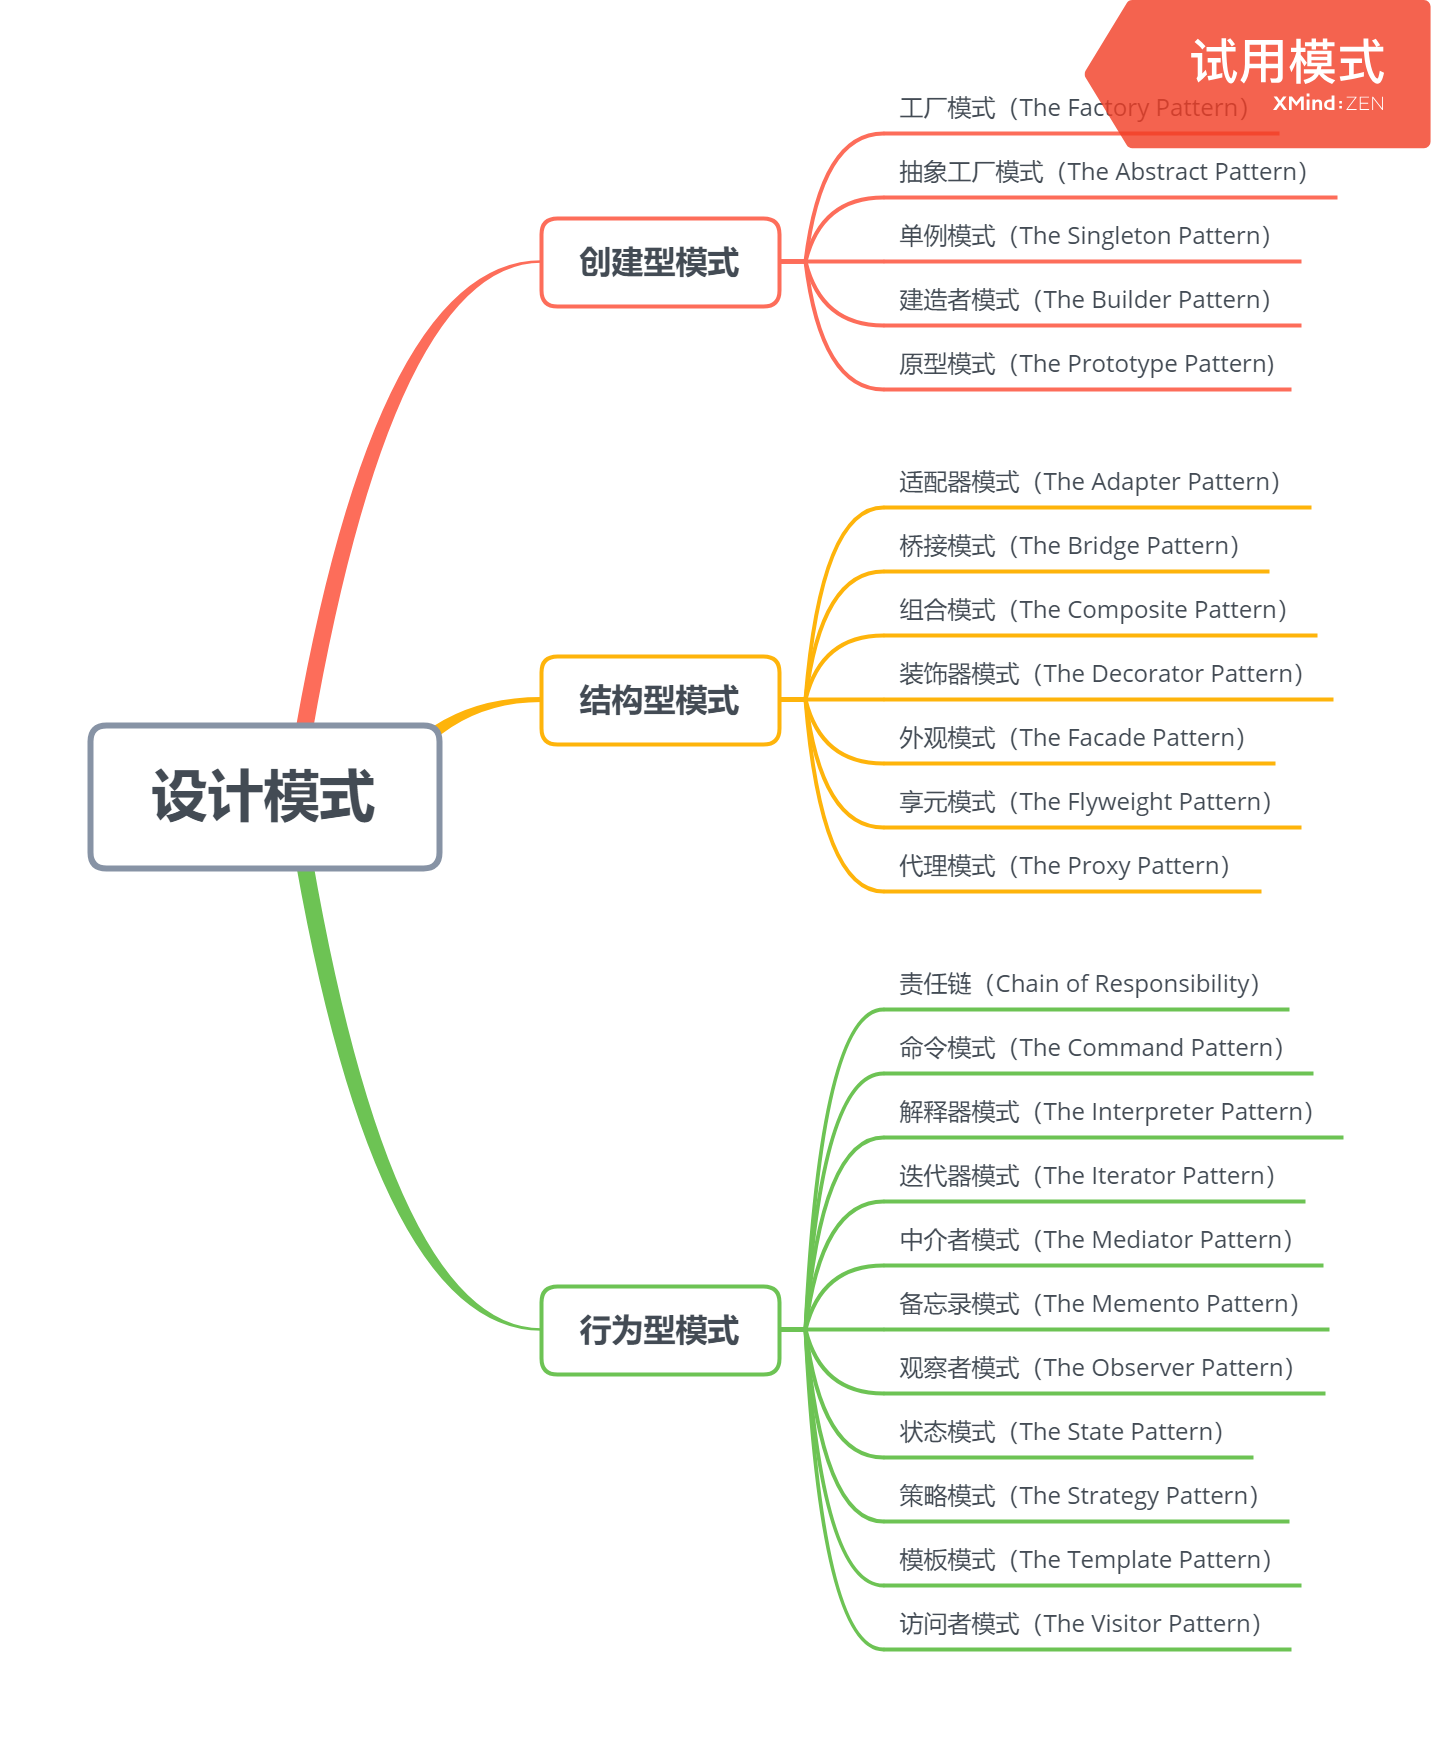 试用模式
XMind:ZEN
设计模式
创建型模式
工厂模式（The Factory Pattern）
抽象工厂模式（The Abstract Pattern）
单例模式（The Singleton Pattern）
建造者模式（The Builder Pattern）
原型模式（The Prototype Pattern)
结构型模式
适配器模式（The Adapter Pattern）
桥接模式（The Bridge Pattern）
组合模式（The Composite Pattern）
装饰器模式（The Decorator Pattern）
外观模式（The Facade Pattern）
享元模式（The Flyweight Pattern）
代理模式（The Proxy Pattern）
行为型模式
责任链（Chain of Responsibility）
命令模式（The Command Pattern）
解释器模式（The Interpreter Pattern）
迭代器模式（The Iterator Pattern）
中介者模式（The Mediator Pattern）
备忘录模式（The Memento Pattern）
观察者模式（The Observer Pattern）
状态模式（The State Pattern）
策略模式（The Strategy Pattern）
模板模式（The Template Pattern）
访问者模式（The Visitor Pattern）